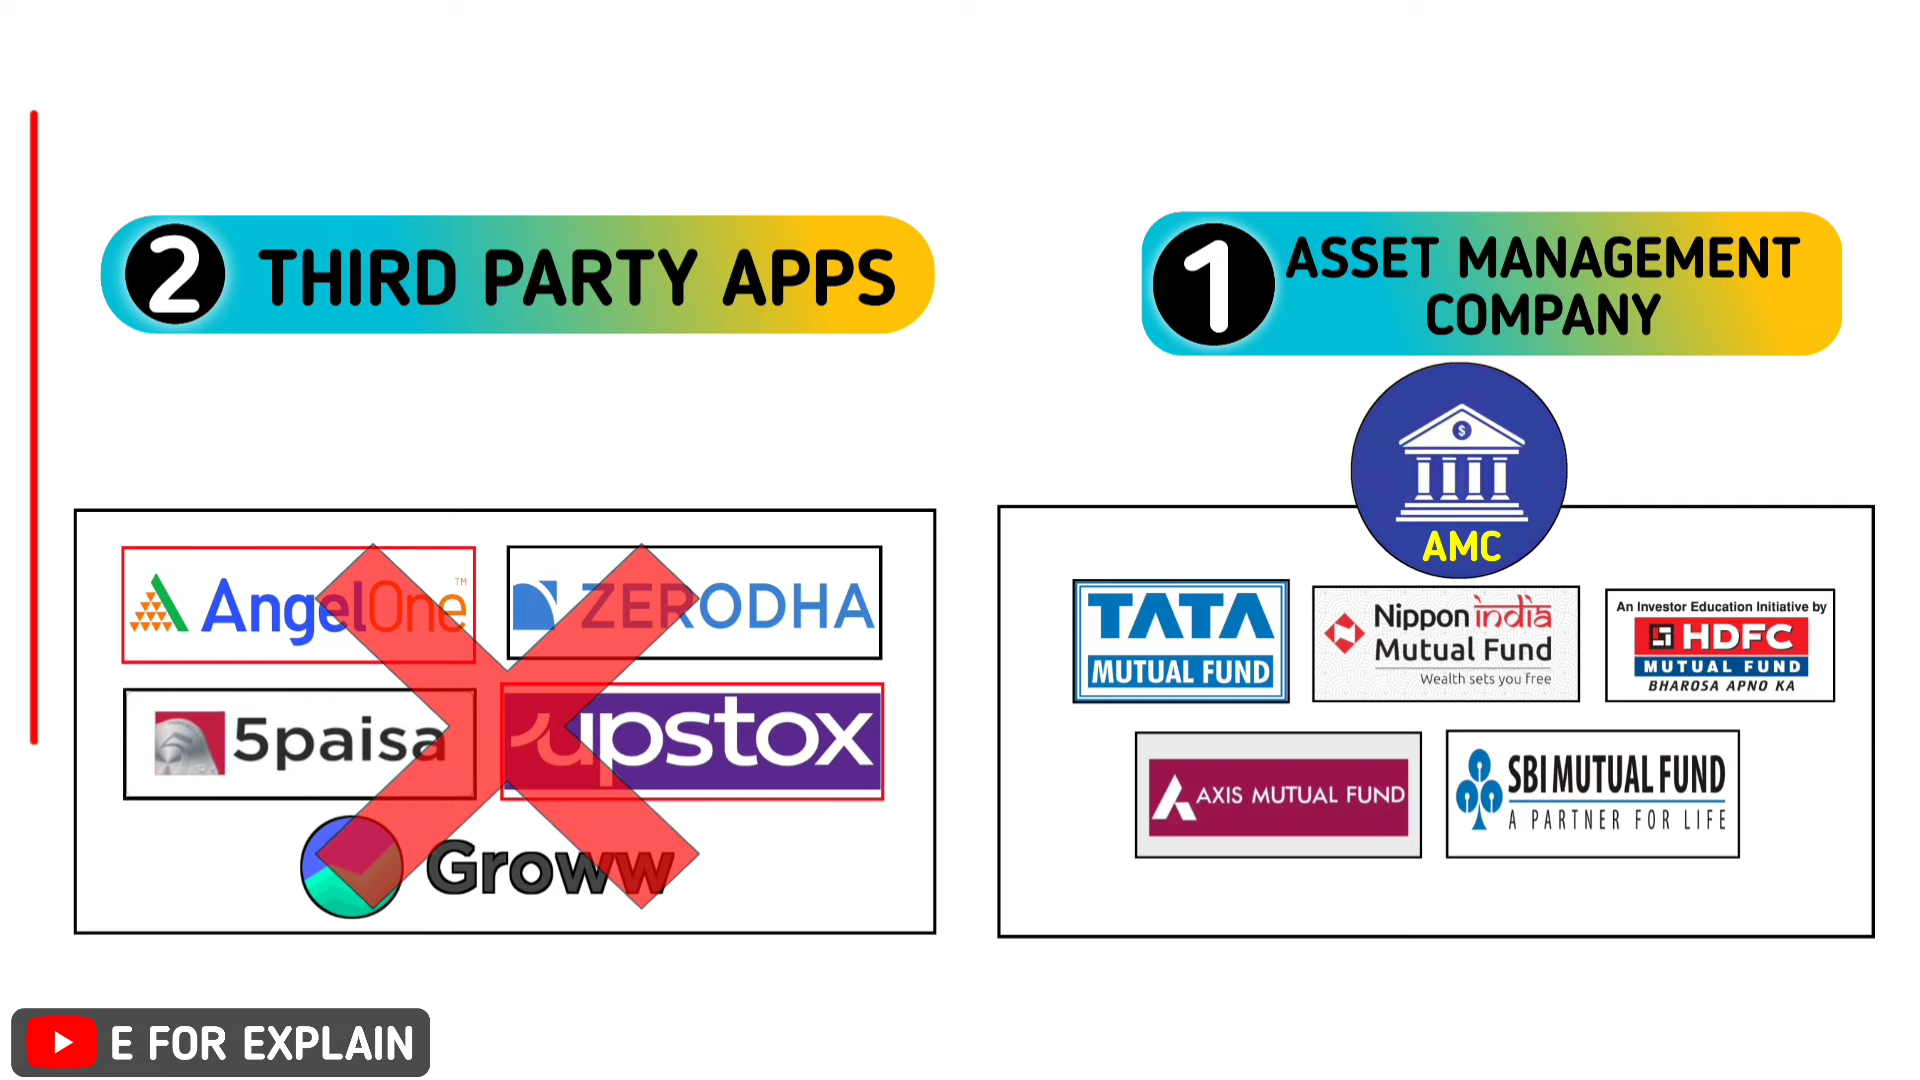 2 THIRD PARTY APPS
AngelOne™
ZERODHA
5paisa
upstox
Groww
1 ASSET MANAGEMENT
COMPANY
$
AMC
TATA
MUTUAL FUND
Nippon india
Mutual Fund
Wealth sets you free
An Investor Education Initiative by
HDFC
MUTUAL FUND
BHAROSA APNO KA
AXIS MUTUAL FUND
SBI MUTUAL FUND
A PARTNER FOR LIFE
E FOR EXPLAIN